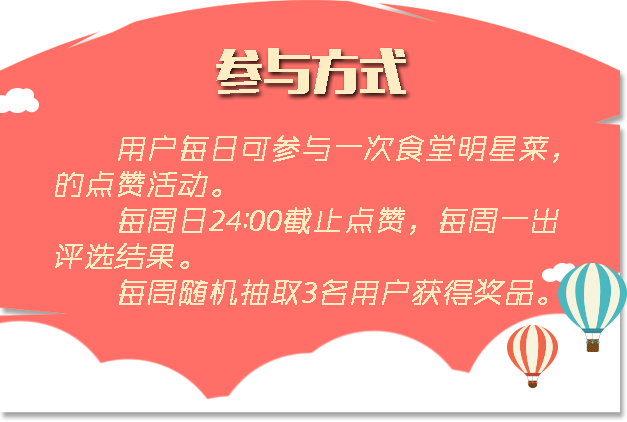 参与方式
用户每日可参与一次食堂明星菜，
的点赞活动。
每周日24:00截止点赞，每周一出
评选结果。
每周随机抽取3名用户获得奖品。